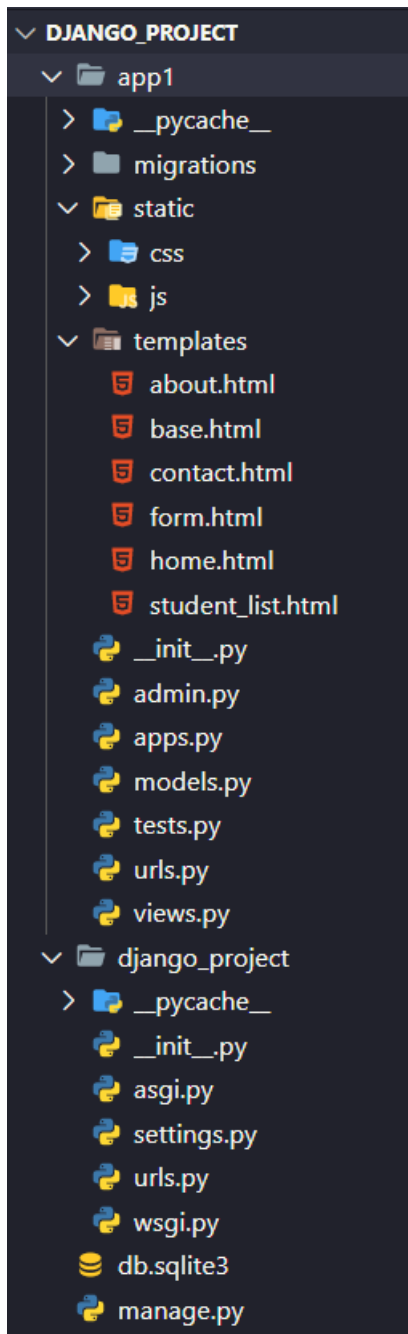 DJANGO_PROJECT
app1
__pycache__
migrations
static
css
js
templates
about.html
base.html
contact.html
form.html
home.html
student_list.html
__init__.py
admin.py
apps.py
models.py
tests.py
urls.py
views.py
django_project
__pycache__
__init__.py
asgi.py
settings.py
urls.py
wsgi.py
db.sqlite3
manage.py